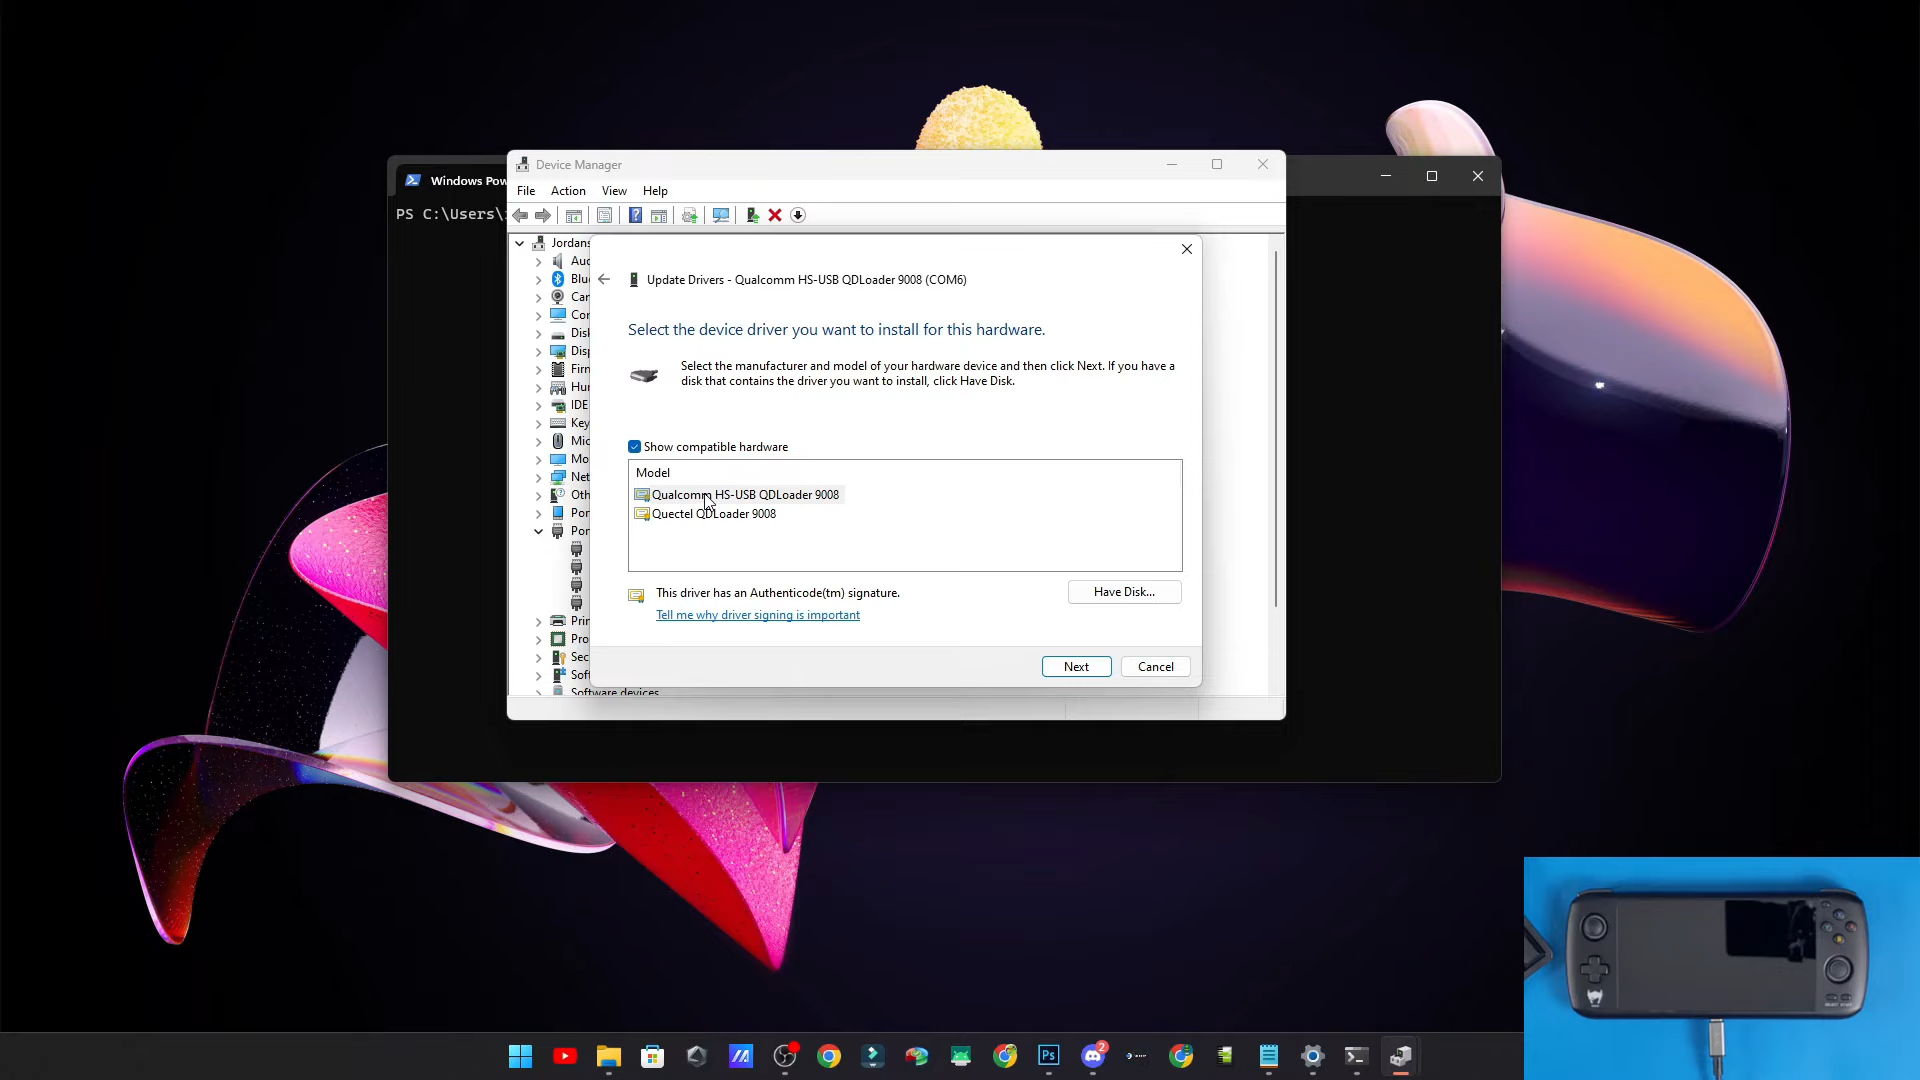 Device Manager
Windows Pow
File Action View Help
PS C:\Users\
Jordans
Update Drivers - Qualcomm HS-USB QDLoader 9008 (COM6)
Select the device driver you want to install for this hardware.
Select the manufacturer and model of your hardware device and then click Next. If you have a
disk that contains the driver you want to install, click Have Disk.
Show compatible hardware
Model
Qualcomm HS-USB QDLoader 9008
Quectel QDLoader 9008
This driver has an Authenticode(tm) signature.
Have Disk...
Tell me why driver signing is important
Next
Cancel
Auc
Blu
Car
Cor
Disk
Disp
Firn
Hur
IDE
Key
Mic
Mo
Net
Oth
Por
Por
Prin
Pro
Sec
Soft
Software devices
Ps
2